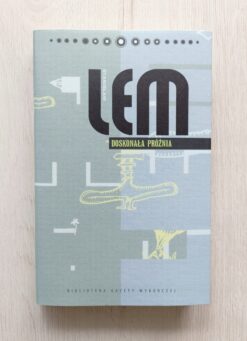 LEM
DOSKONAŁA PRÓŻNIA
BIBLIOTEKA GAZETY WYBORCZEJ